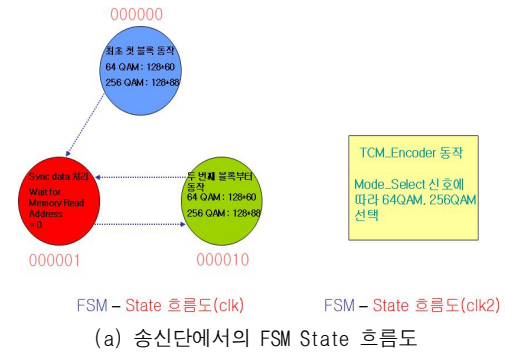 000000
최초 첫 블록 동작
64 QAM : 128*60
256 QAM : 128*88
Sync data 처리
Wait for
Memory Read
Address
= 0
000001
두 번째 블록부터
동작
64 QAM : 128*60
256 QAM : 128*88
000010
TCM_Encoder 동작
Mode_Select 신호에
따라 64QAM, 256QAM
선택
FSM – State 흐름도(clk)
FSM – State 흐름도(clk2)
(a) 송신단에서의 FSM State 흐름도